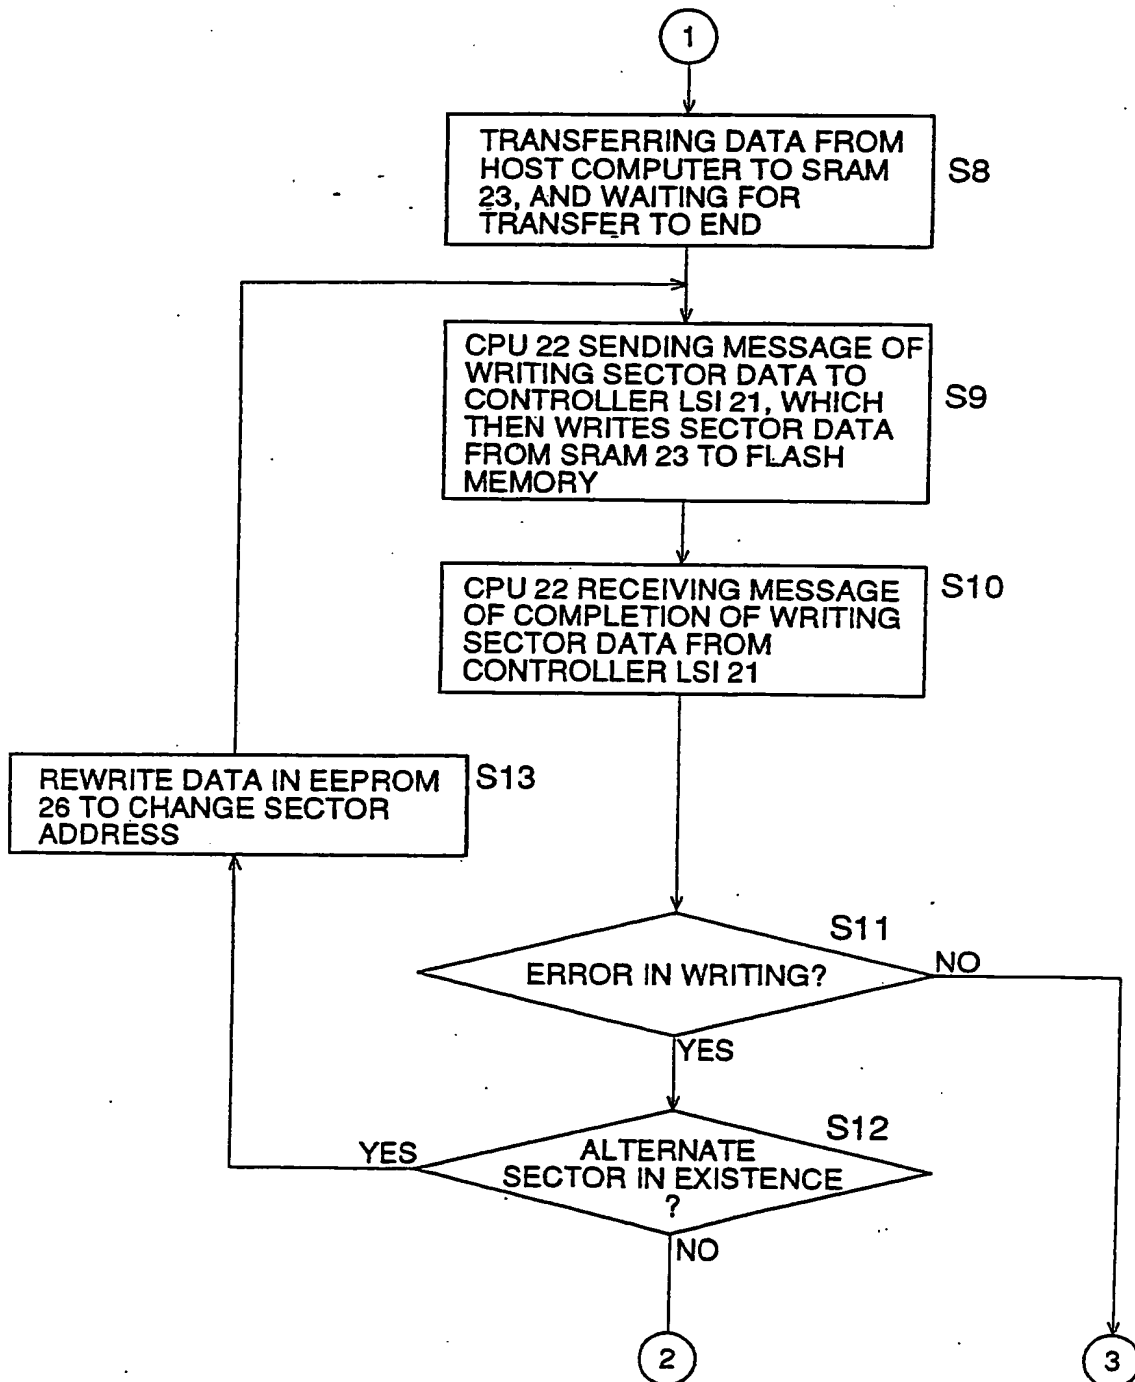 1
TRANSFERRING DATA FROM
HOST COMPUTER TO SRAM
23, AND WAITING FOR
TRANSFER TO END
S8
CPU 22 SENDING MESSAGE OF
WRITING SECTOR DATA TO
CONTROLLER LSI 21, WHICH
THEN WRITES SECTOR DATA
FROM SRAM 23 TO FLASH
MEMORY
S9
CPU 22 RECEIVING MESSAGE
OF COMPLETION OF WRITING
SECTOR DATA FROM
CONTROLLER LSI 21
S10
REWRITE DATA IN EEPROM
26 TO CHANGE SECTOR
ADDRESS
S13
S11
ERROR IN WRITING?
NO
YES
S12
YES
ALTERNATE
SECTOR IN EXISTENCE
?
NO
2
3